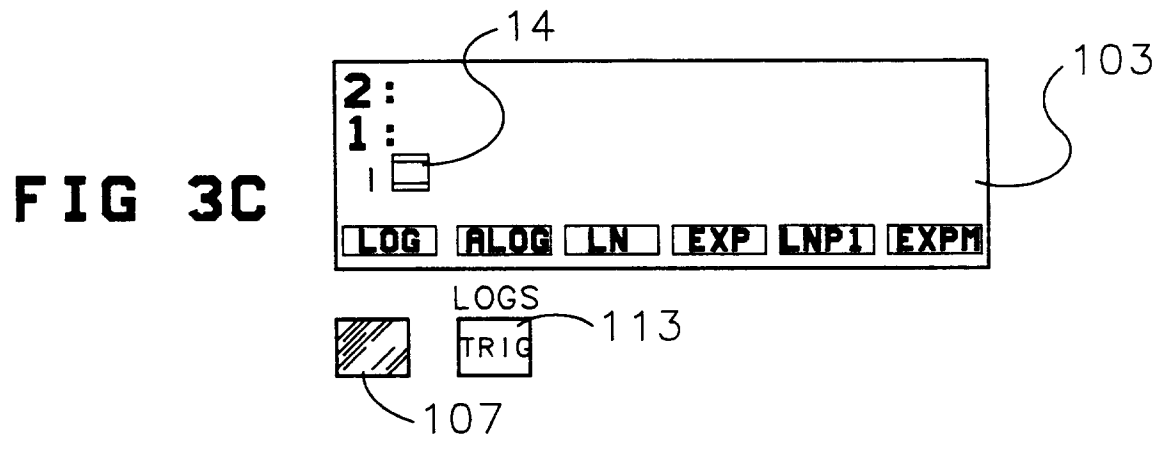 14
103
2:
1:
1
FIG 3C
LOG ALOG LN EXP LNP1 EXPM
LOGS
TRIG
113
107